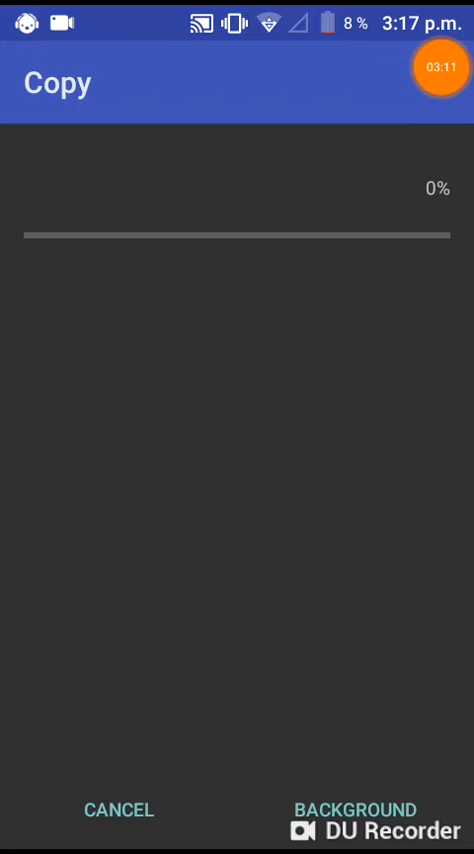 8 % 3:17 p.m.
Copy
03:11
0%
CANCEL
BACKGROUND
DU Recorder